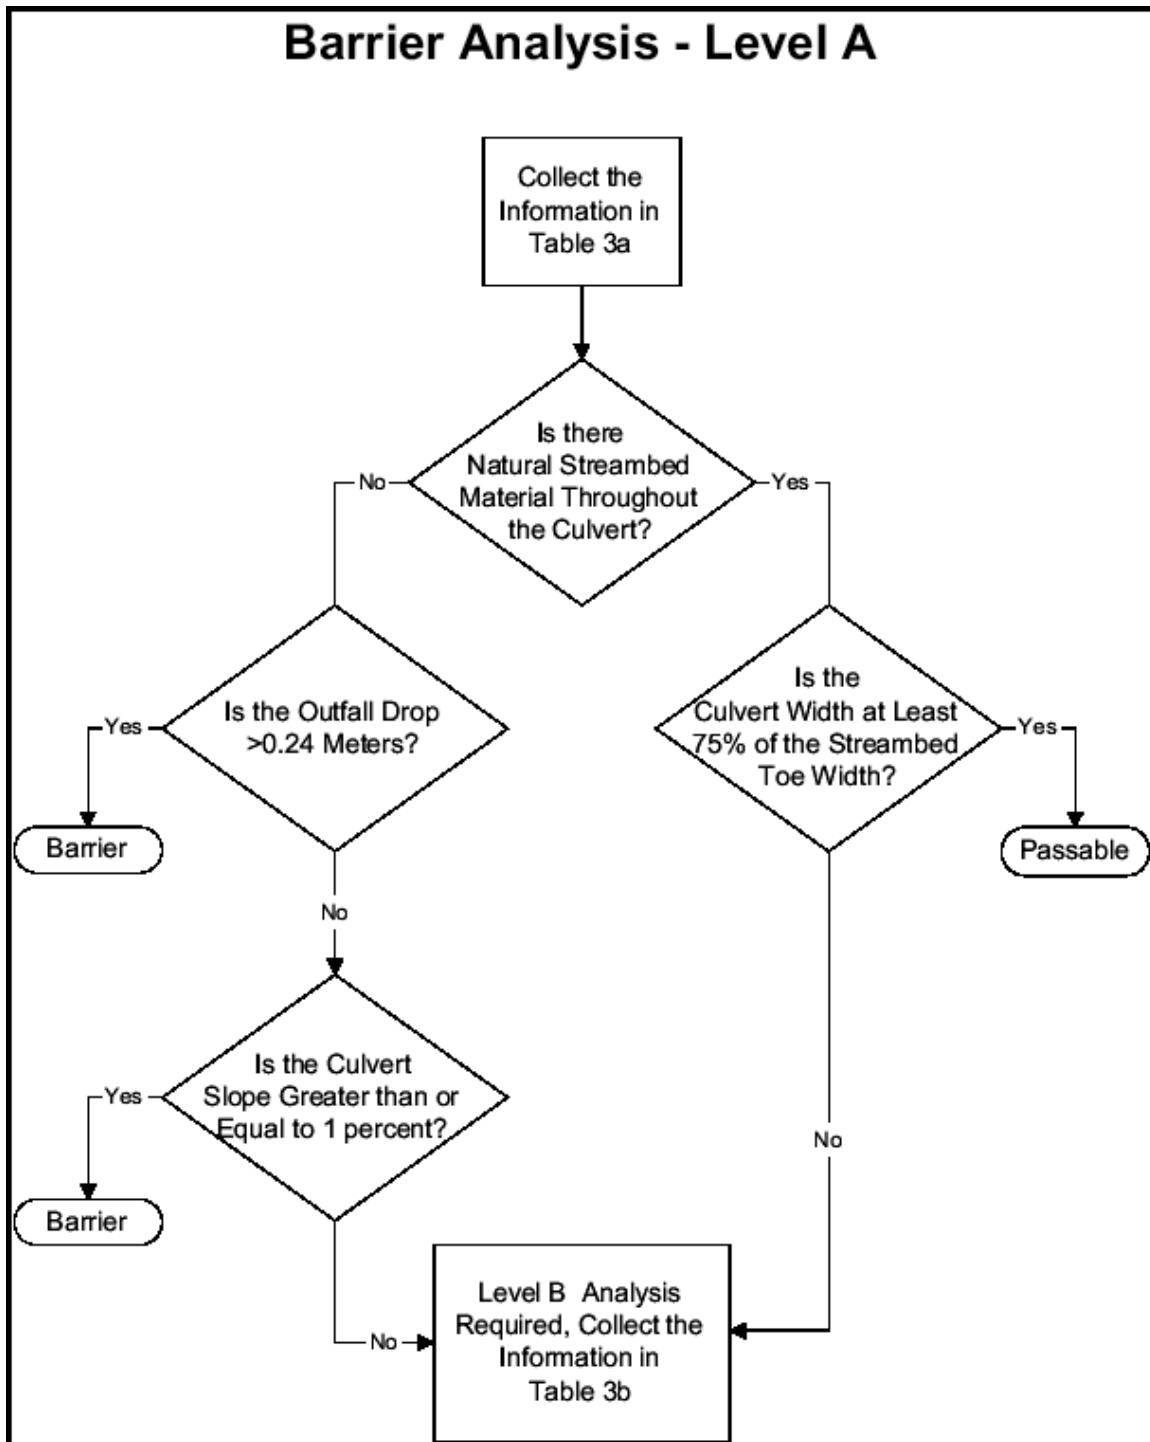 Barrier Analysis - Level A
Collect the
Information in
Table 3a
Is there
Natural Streambed
Material Throughout
the Culvert?
No
Yes
Is the Outfall Drop
>0.24 Meters?
Yes
Barrier
No
Is the
Culvert Width at Least
75% of the Streambed
Toe Width?
Yes
Passable
Is the Culvert
Slope Greater than or
Equal to 1 percent?
Yes
Barrier
No
No
Level B Analysis
Required, Collect the
Information in
Table 3b